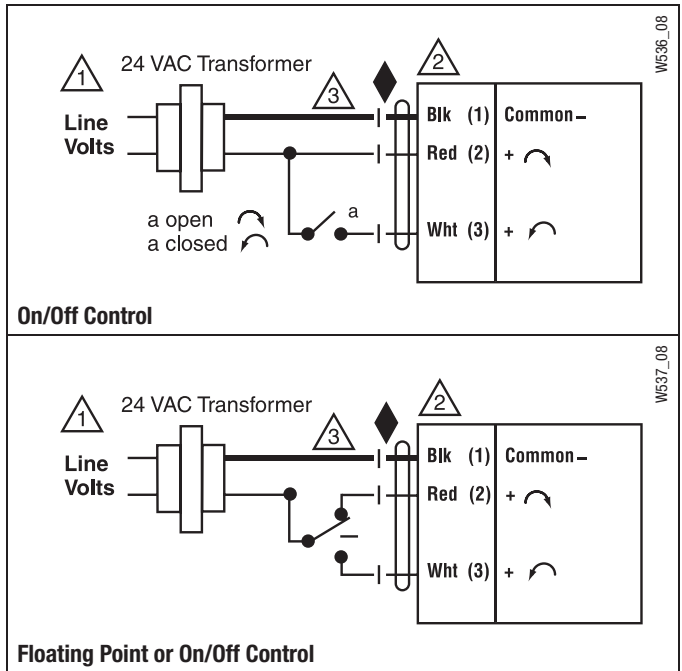 W536_08
1
24 VAC Transformer
3
2
Line
Volts
Blk (1) Common –
Red (2) +
a
a open
a closed
Wht (3) +
On/Off Control
W537_08
1
24 VAC Transformer
3
2
Line
Volts
Blk (1) Common –
Red (2) +
Wht (3) +
Floating Point or On/Off Control